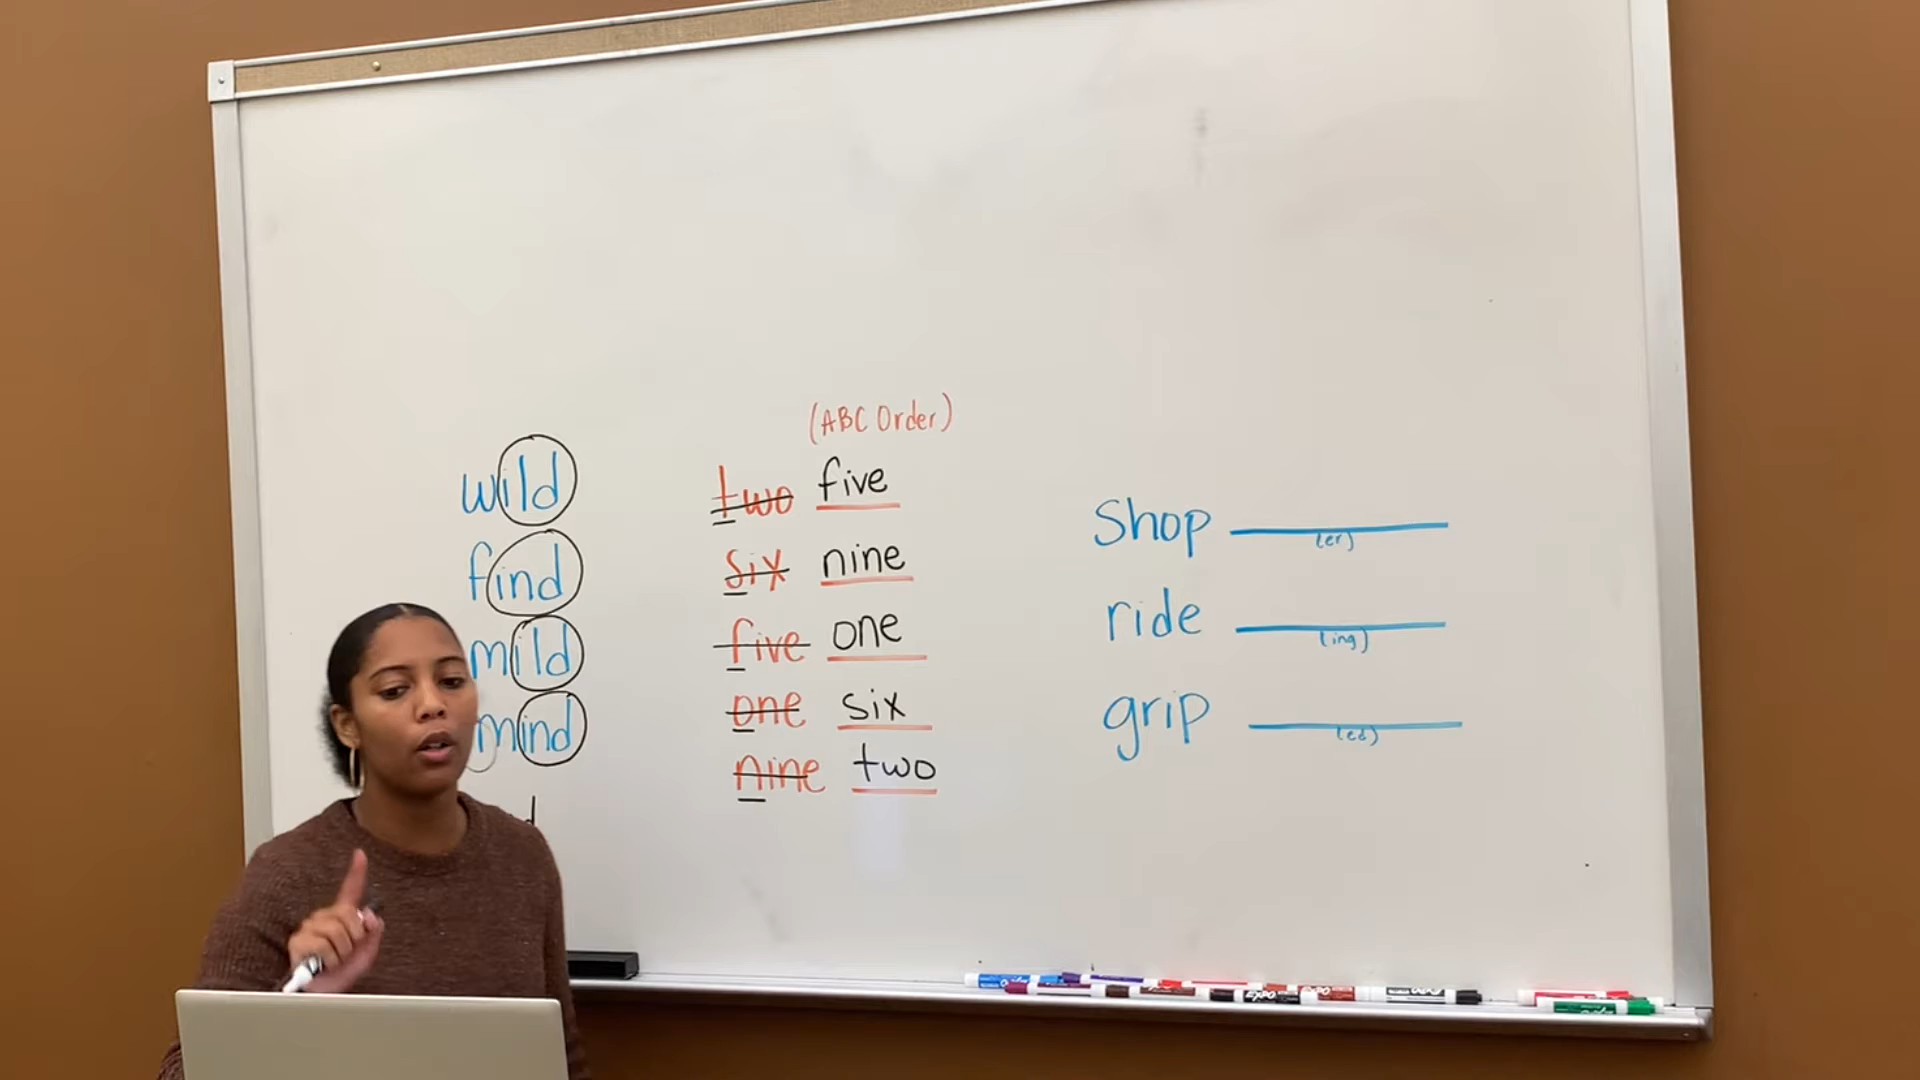 wild
find
mild
mind
d
(ABC Order)
two five
six nine
five one
one six
nine two
Shop
(er)
ride
(ing)
grip
(ed)
EXPO